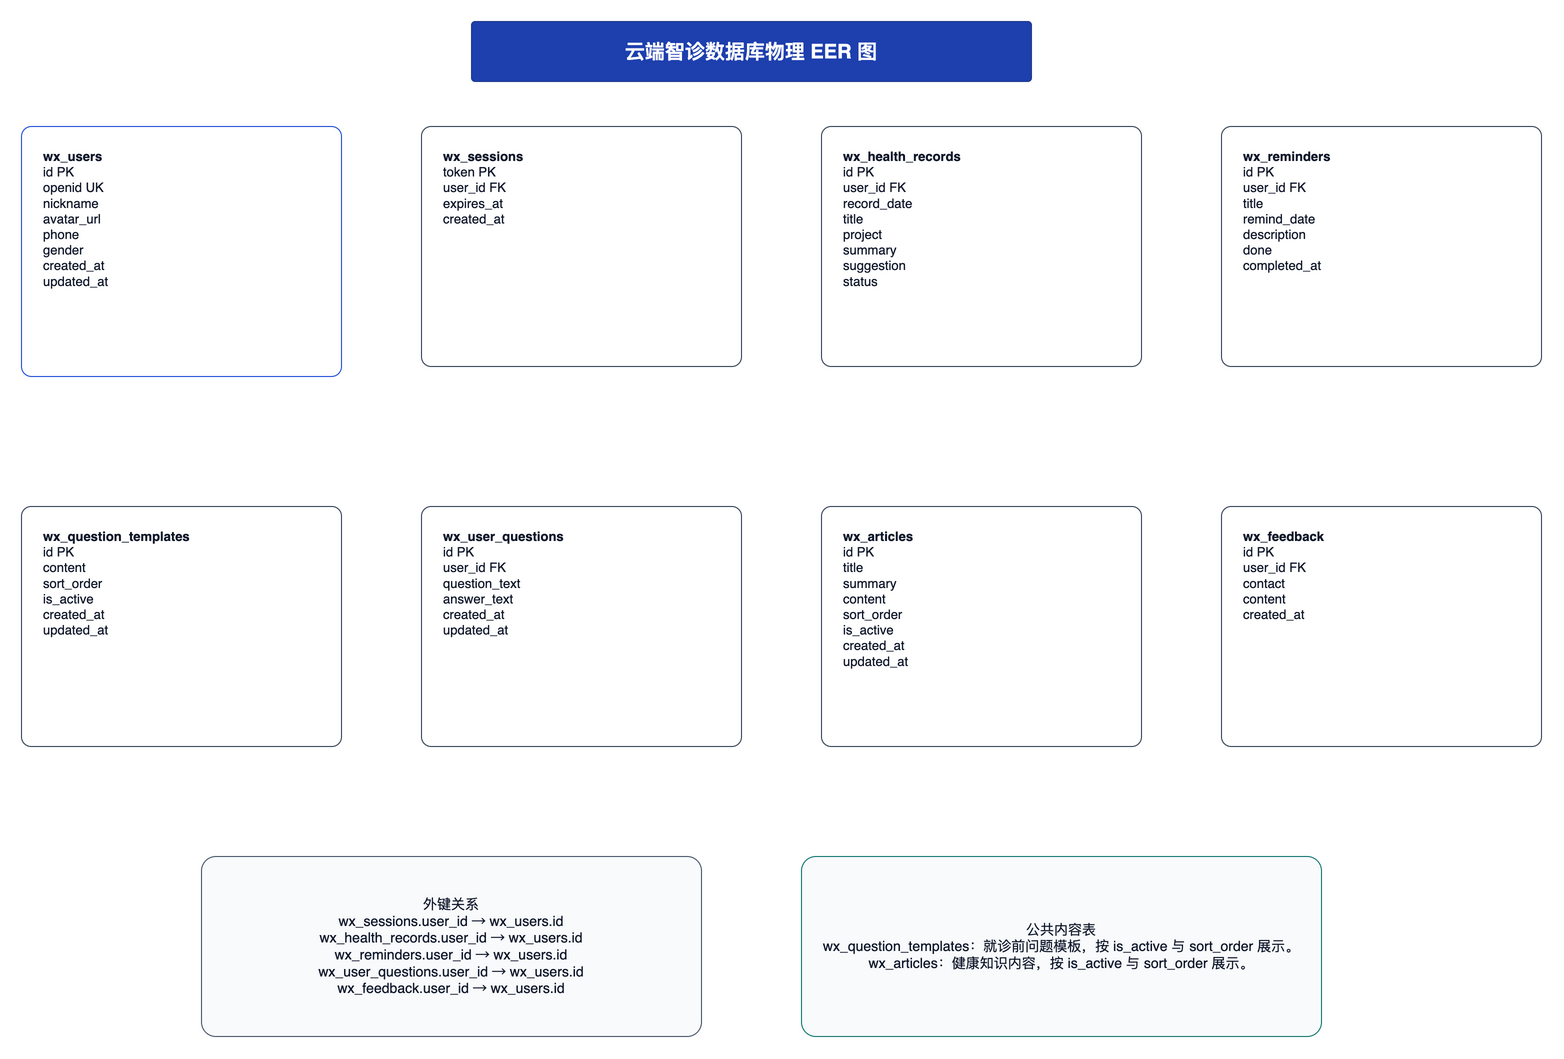 云端智诊数据库物理 EER 图
wx_users
id PK
openid UK
nickname
avatar_url
phone
gender
created_at
updated_at
wx_sessions
token PK
user_id FK
expires_at
created_at
wx_health_records
id PK
user_id FK
record_date
title
project
summary
suggestion
status
wx_reminders
id PK
user_id FK
title
remind_date
description
done
completed_at
wx_question_templates
id PK
content
sort_order
is_active
created_at
updated_at
wx_user_questions
id PK
user_id FK
question_text
answer_text
created_at
updated_at
wx_articles
id PK
title
summary
content
sort_order
is_active
created_at
updated_at
wx_feedback
id PK
user_id FK
contact
content
created_at
外键关系
wx_sessions.user_id → wx_users.id
wx_health_records.user_id → wx_users.id
wx_reminders.user_id → wx_users.id
wx_user_questions.user_id → wx_users.id
wx_feedback.user_id → wx_users.id
公共内容表
wx_question_templates：就诊前问题模板，按 is_active 与 sort_order 展示。
wx_articles：健康知识内容，按 is_active 与 sort_order 展示。